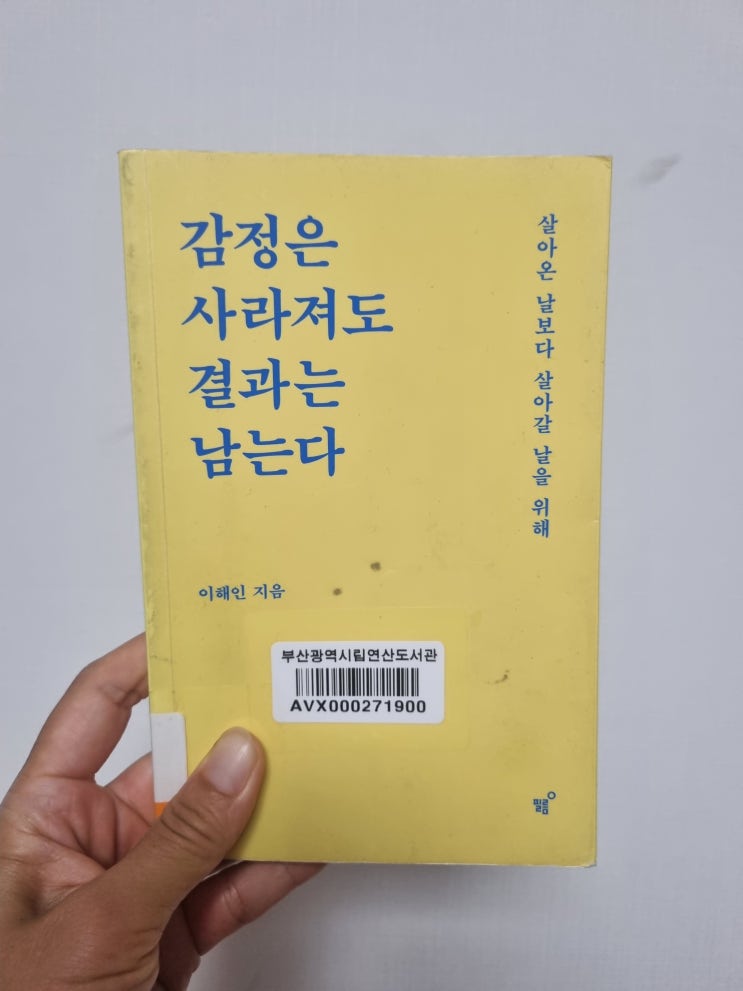 감정은
사라져도
결과는
남는다
살아온 날보다 살아갈 날을 위해
이해인 지음
부산광역시립연산도서관
AVX000271900
필름